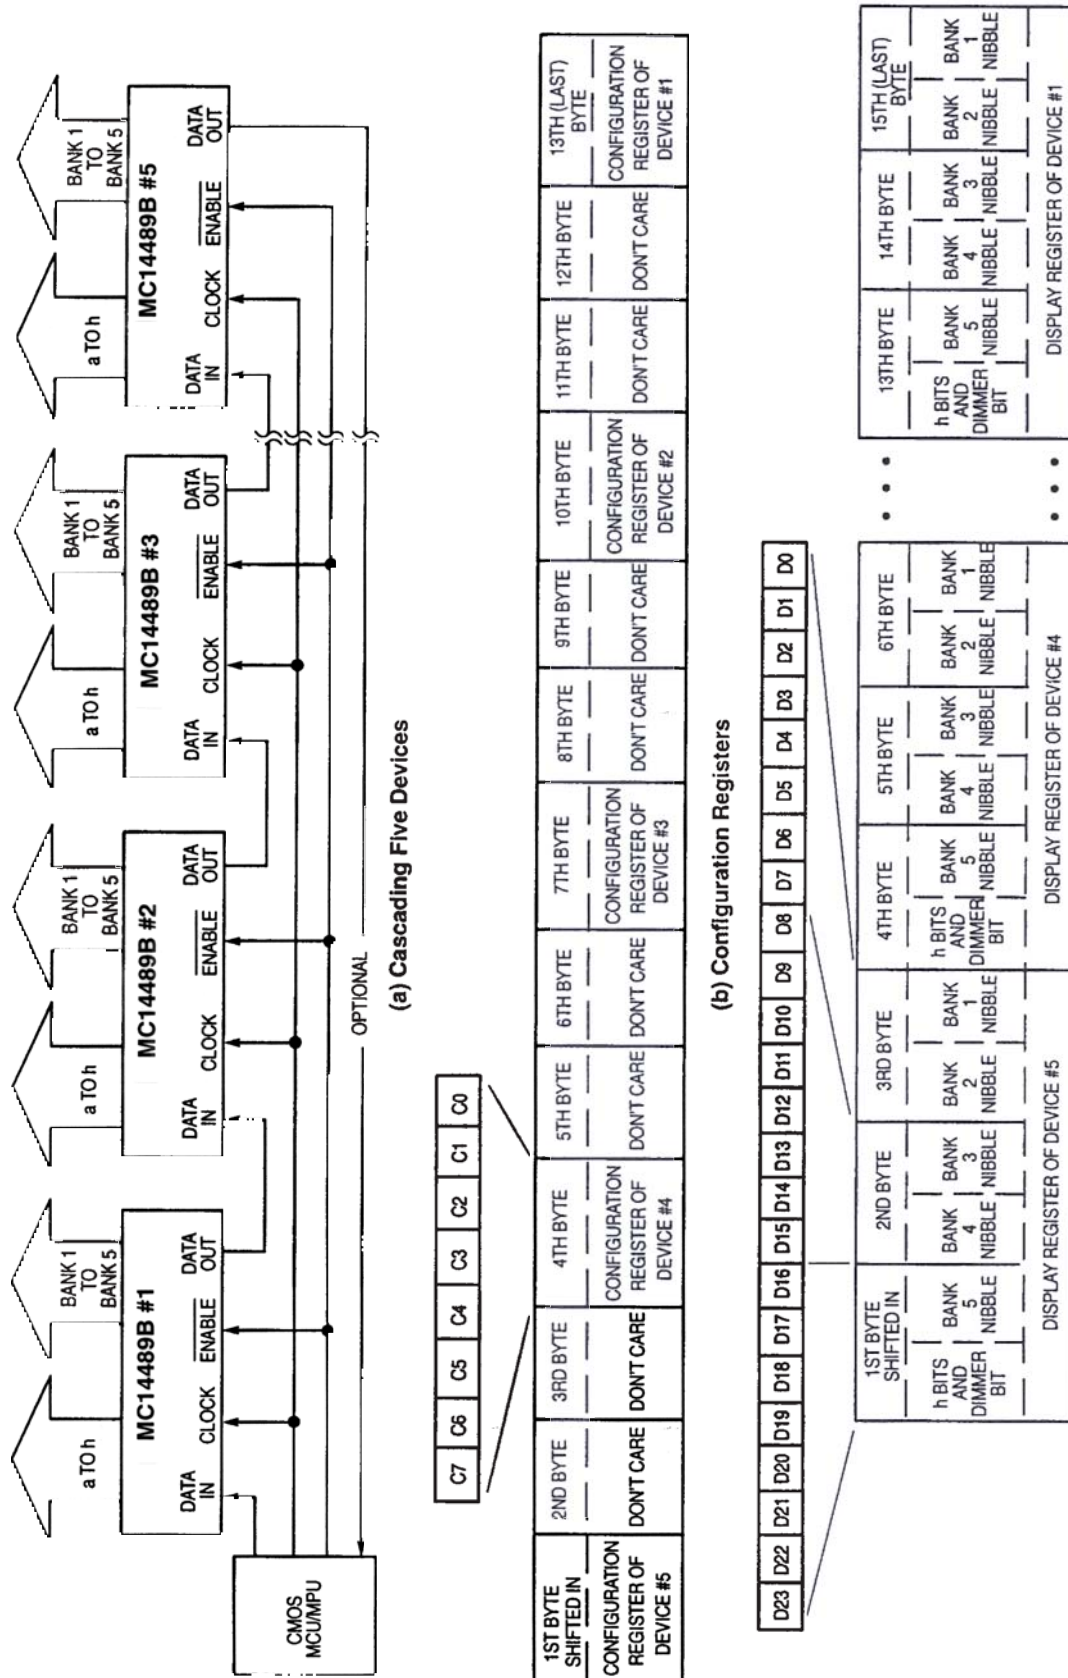 BANK 1
TO
BANK 5
a TO h
MC14489B #1
DATA
IN
CLOCK
ENABLE
DATA
OUT
BANK 1
TO
BANK 5
a TO h
MC14489B #2
DATA
IN
CLOCK
ENABLE
DATA
OUT
BANK 1
TO
BANK 5
a TO h
MC14489B #3
DATA
IN
CLOCK
ENABLE
DATA
OUT
BANK 1
TO
BANK 5
a TO h
MC14489B #5
DATA
IN
CLOCK
ENABLE
DATA
OUT
CMOS
MCU/MPU
OPTIONAL
(a) Cascading Five Devices
C7 C6 C5 C4 C3 C2 C1 C0
1ST BYTE
SHIFTED IN
CONFIGURATION
REGISTER OF
DEVICE #5
2ND BYTE
DON'T CARE
3RD BYTE
DON'T CARE
4TH BYTE
CONFIGURATION
REGISTER OF
DEVICE #4
5TH BYTE
DON'T CARE
6TH BYTE
DON'T CARE
7TH BYTE
CONFIGURATION
REGISTER OF
DEVICE #3
8TH BYTE
DON'T CARE
9TH BYTE
DON'T CARE
10TH BYTE
CONFIGURATION
REGISTER OF
DEVICE #2
11TH BYTE
DON'T CARE
12TH BYTE
DON'T CARE
13TH (LAST)
BYTE
CONFIGURATION
REGISTER OF
DEVICE #1
(b) Configuration Registers
D23 D22 D21 D20 D19 D18 D17 D16 D15 D14 D13 D12 D11 D10 D9 D8 D7 D6 D5 D4 D3 D2 D1 D0
1ST BYTE
SHIFTED IN
h BITS
AND
DIMMER
BIT
BANK
5
NIBBLE
2ND BYTE
BANK
4
NIBBLE
BANK
3
NIBBLE
3RD BYTE
BANK
2
NIBBLE
BANK
1
NIBBLE
DISPLAY REGISTER OF DEVICE #5
4TH BYTE
h BITS
AND
DIMMER
BIT
BANK
5
NIBBLE
5TH BYTE
BANK
4
NIBBLE
BANK
3
NIBBLE
6TH BYTE
BANK
2
NIBBLE
BANK
1
NIBBLE
DISPLAY REGISTER OF DEVICE #4
• • •
• • •
13TH BYTE
h BITS
AND
DIMMER
BIT
BANK
5
NIBBLE
14TH BYTE
BANK
4
NIBBLE
BANK
3
NIBBLE
15TH (LAST)
BYTE
BANK
2
NIBBLE
BANK
1
NIBBLE
DISPLAY REGISTER OF DEVICE #1